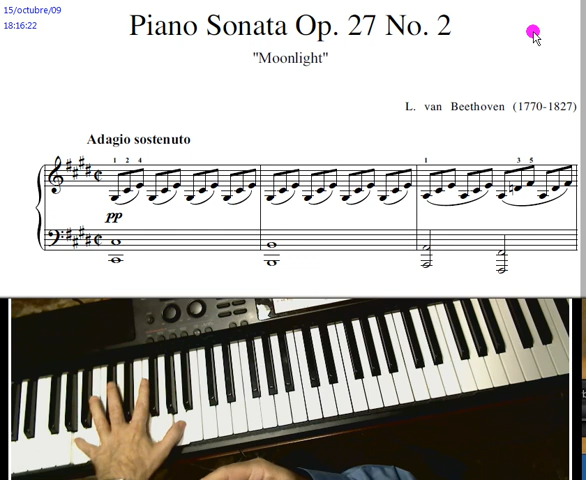 15/octubre/09
18:16:22
Piano Sonata Op. 27 No. 2
"Moonlight"
L. van Beethoven (1770-1827)
Adagio sostenuto
1 2 4 1 3 5
pp